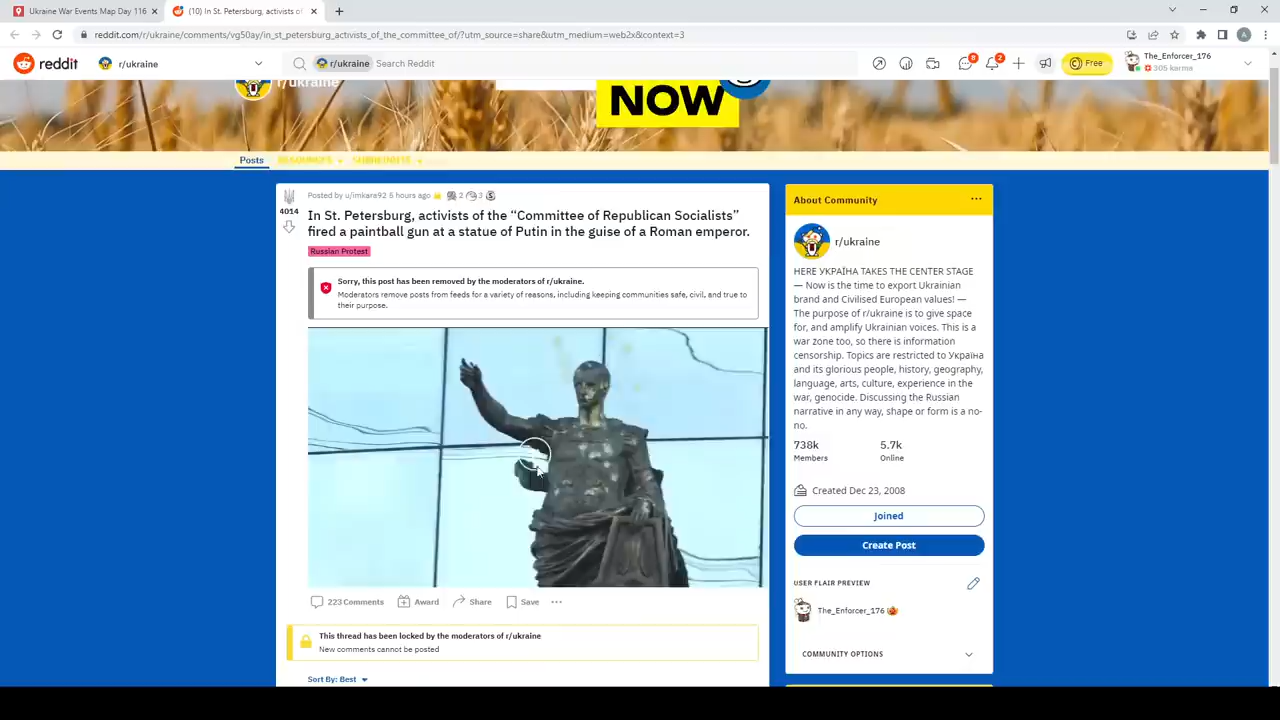 Ukraine War Events Map Day 116
(10) In St. Petersburg, activists of
reddit.com/r/ukraine/comments/vg50ay/in_st_petersburg_activists_of_the_committee_of/?utm_source=share&utm_medium=web2x&context=3
A
reddit
r/ukraine
r/ukraine
Search Reddit
8
2
Free
The_Enforcer_176
305 karma
r/ukraine
NOW
Posts
RESOURCES
4014
Posted by u/imkara92 5 hours ago
2
3
In St. Petersburg, activists of the “Committee of Republican Socialists”
fired a paintball gun at a statue of Putin in the guise of a Roman emperor.
Russian Protest
Sorry, this post has been removed by the moderators of r/ukraine.
Moderators remove posts from feeds for a variety of reasons, including keeping communities safe, civil, and true to
their purpose.
223 Comments
Award
Share
Save
This thread has been locked by the moderators of r/ukraine
New comments cannot be posted
Sort By: Best
About Community
r/ukraine
HERE УКРАЇНА TAKES THE CENTER STAGE
— Now is the time to export Ukrainian
brand and Civilised European values! —
The purpose of r/ukraine is to give space
for, and amplify Ukrainian voices. This is a
war zone too, so there is information
censorship. Topics are restricted to Україна
and its glorious people, history, geography,
language, arts, culture, experience in the
war, genocide. Discussing the Russian
narrative in any way, shape or form is a no-
no.
738k
5.7k
Members
Online
Created Dec 23, 2008
Joined
Create Post
USER FLAIR PREVIEW
The_Enforcer_176
COMMUNITY OPTIONS